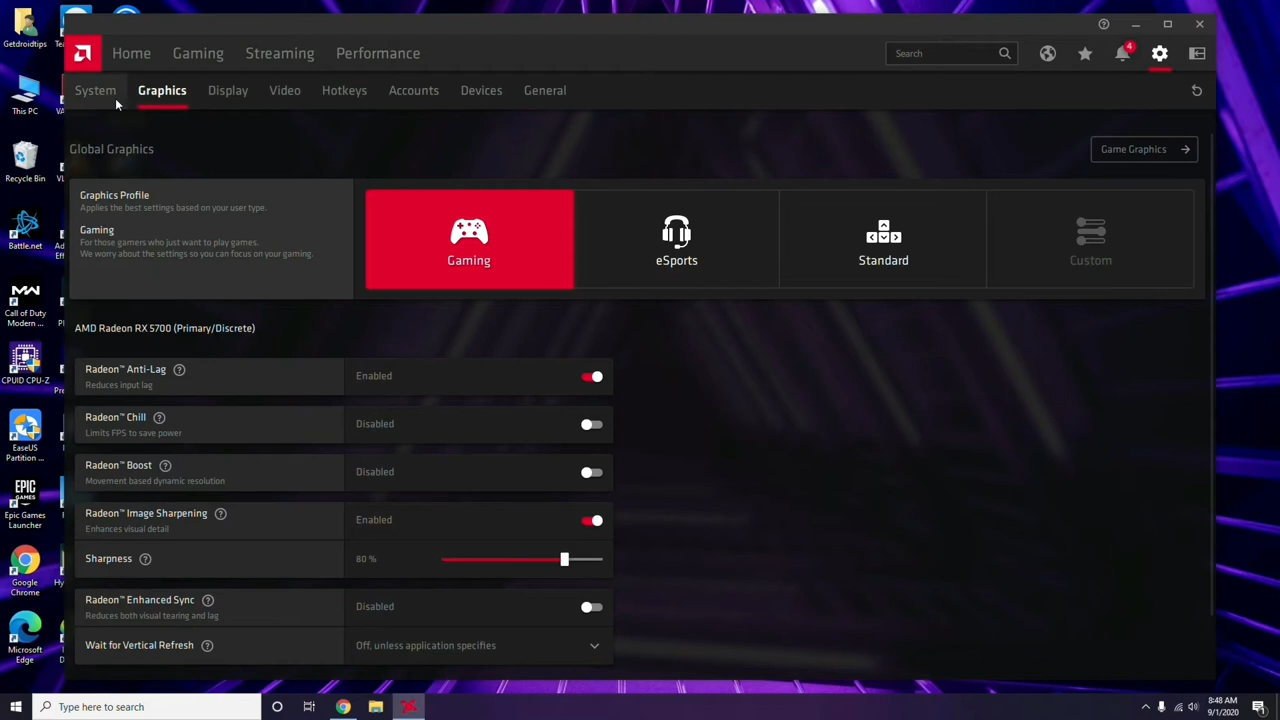 Getdroidtips
This PC
Recycle Bin
Battle.net
Call of Duty
Modern ...
CPUID CPU-Z
EaseUS
Partition ...
Epic Games
Launcher
Google
Chrome
Microsoft
Edge
Home
Gaming
Streaming
Performance
Search
4
System
Graphics
Display
Video
Hotkeys
Accounts
Devices
General
Global Graphics
Game Graphics
Graphics Profile
Applies the best settings based on your user type.
Gaming
For those gamers who just want to play games.
We worry about the settings so you can focus on your gaming.
Gaming
eSports
Standard
Custom
AMD Radeon RX 5700 (Primary/Discrete)
Radeon™ Anti-Lag
Reduces input lag
Enabled
Radeon™ Chill
Limits FPS to save power
Disabled
Radeon™ Boost
Movement based dynamic resolution
Disabled
Radeon™ Image Sharpening
Enhances visual detail
Enabled
Sharpness
80 %
Radeon™ Enhanced Sync
Reduces both visual tearing and lag
Disabled
Wait for Vertical Refresh
Off, unless application specifies
Type here to search
8:48 AM
9/1/2020
1